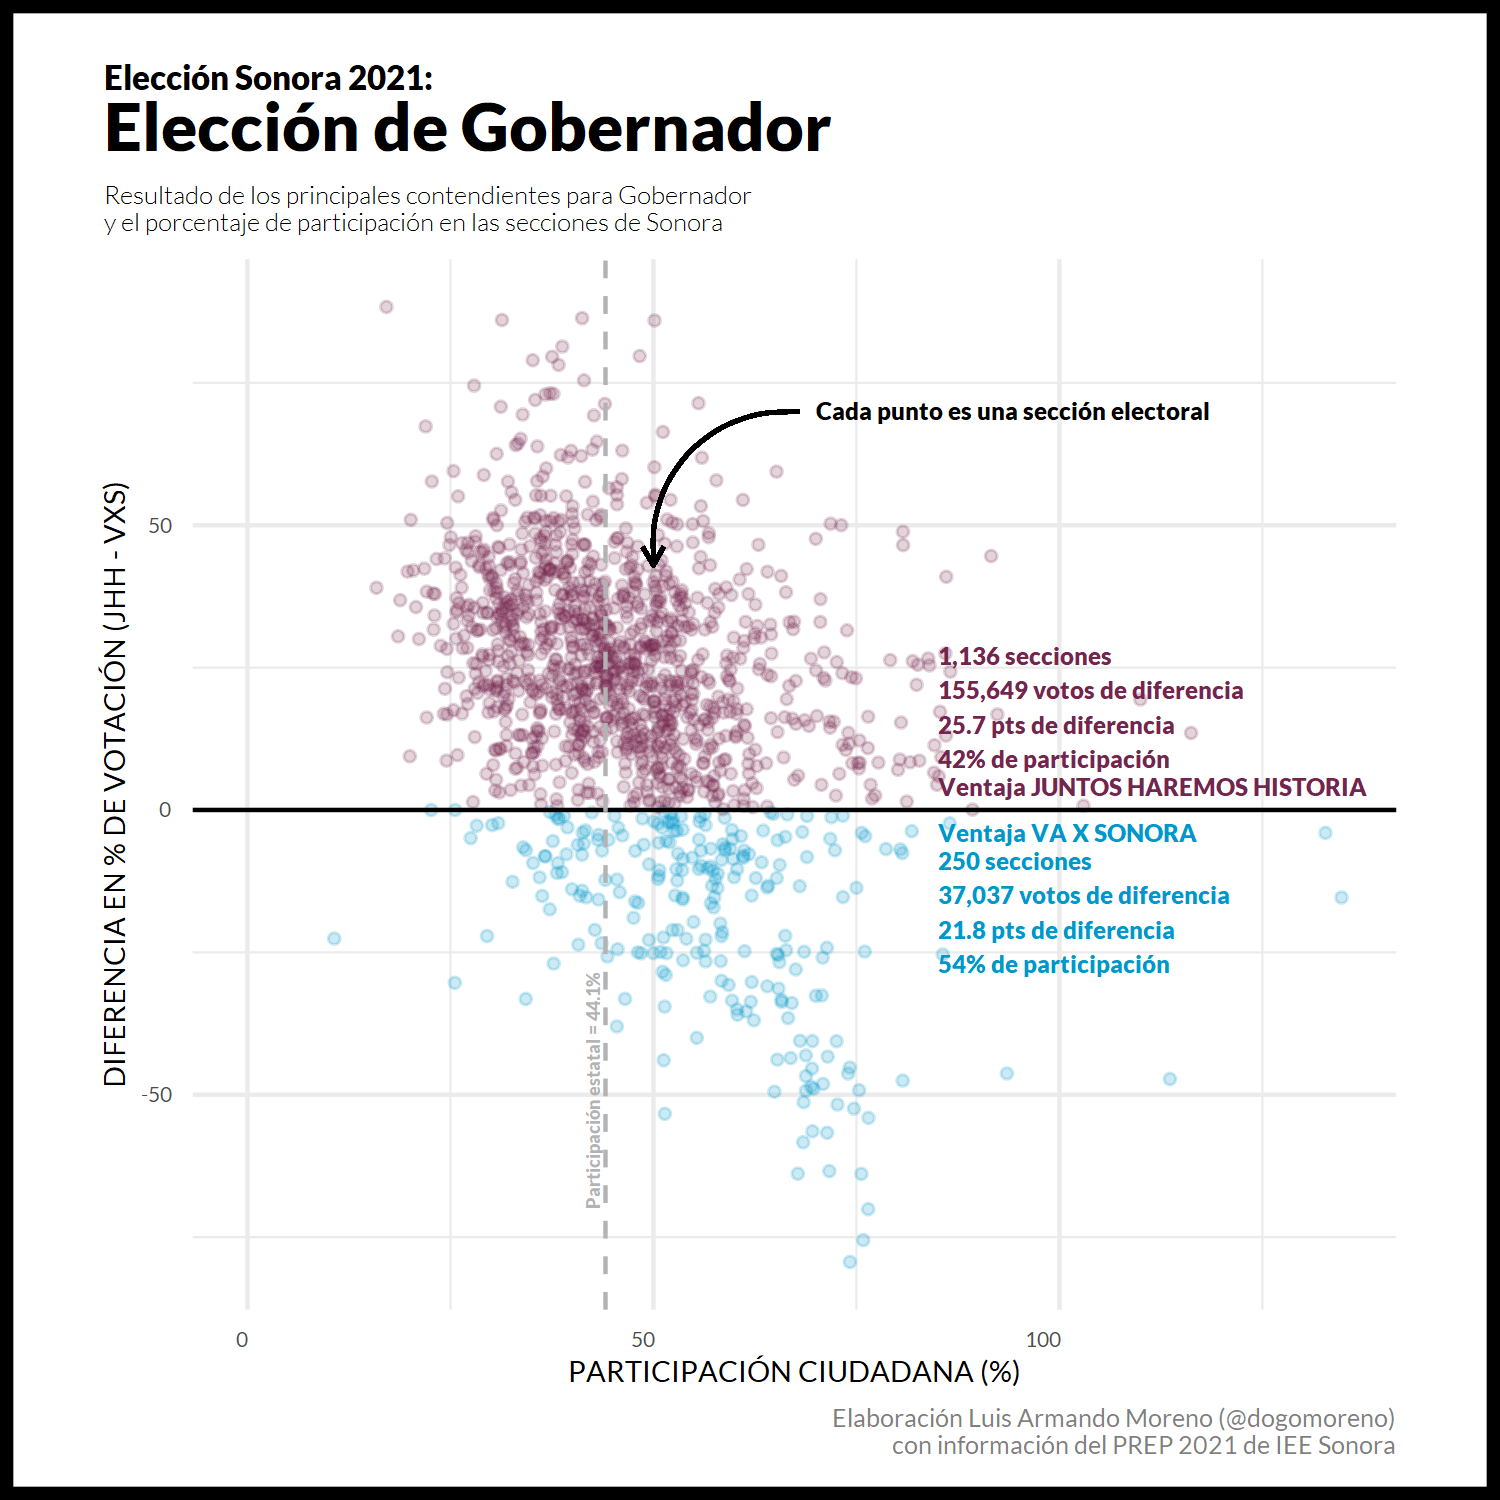 Elección Sonora 2021:
Elección de Gobernador
Resultado de los principales contendientes para Gobernador
y el porcentaje de participación en las secciones de Sonora
DIFERENCIA EN % DE VOTACIÓN (JHH - VXS)
50
0
-50
Cada punto es una sección electoral
1,136 secciones
155,649 votos de diferencia
25.7 pts de diferencia
42% de participación
Ventaja JUNTOS HAREMOS HISTORIA
Ventaja VA X SONORA
250 secciones
37,037 votos de diferencia
21.8 pts de diferencia
54% de participación
Participación estatal = 44.1%
0
50
100
PARTICIPACIÓN CIUDADANA (%)
Elaboración Luis Armando Moreno (@dogomoreno)
con información del PREP 2021 de IEE Sonora